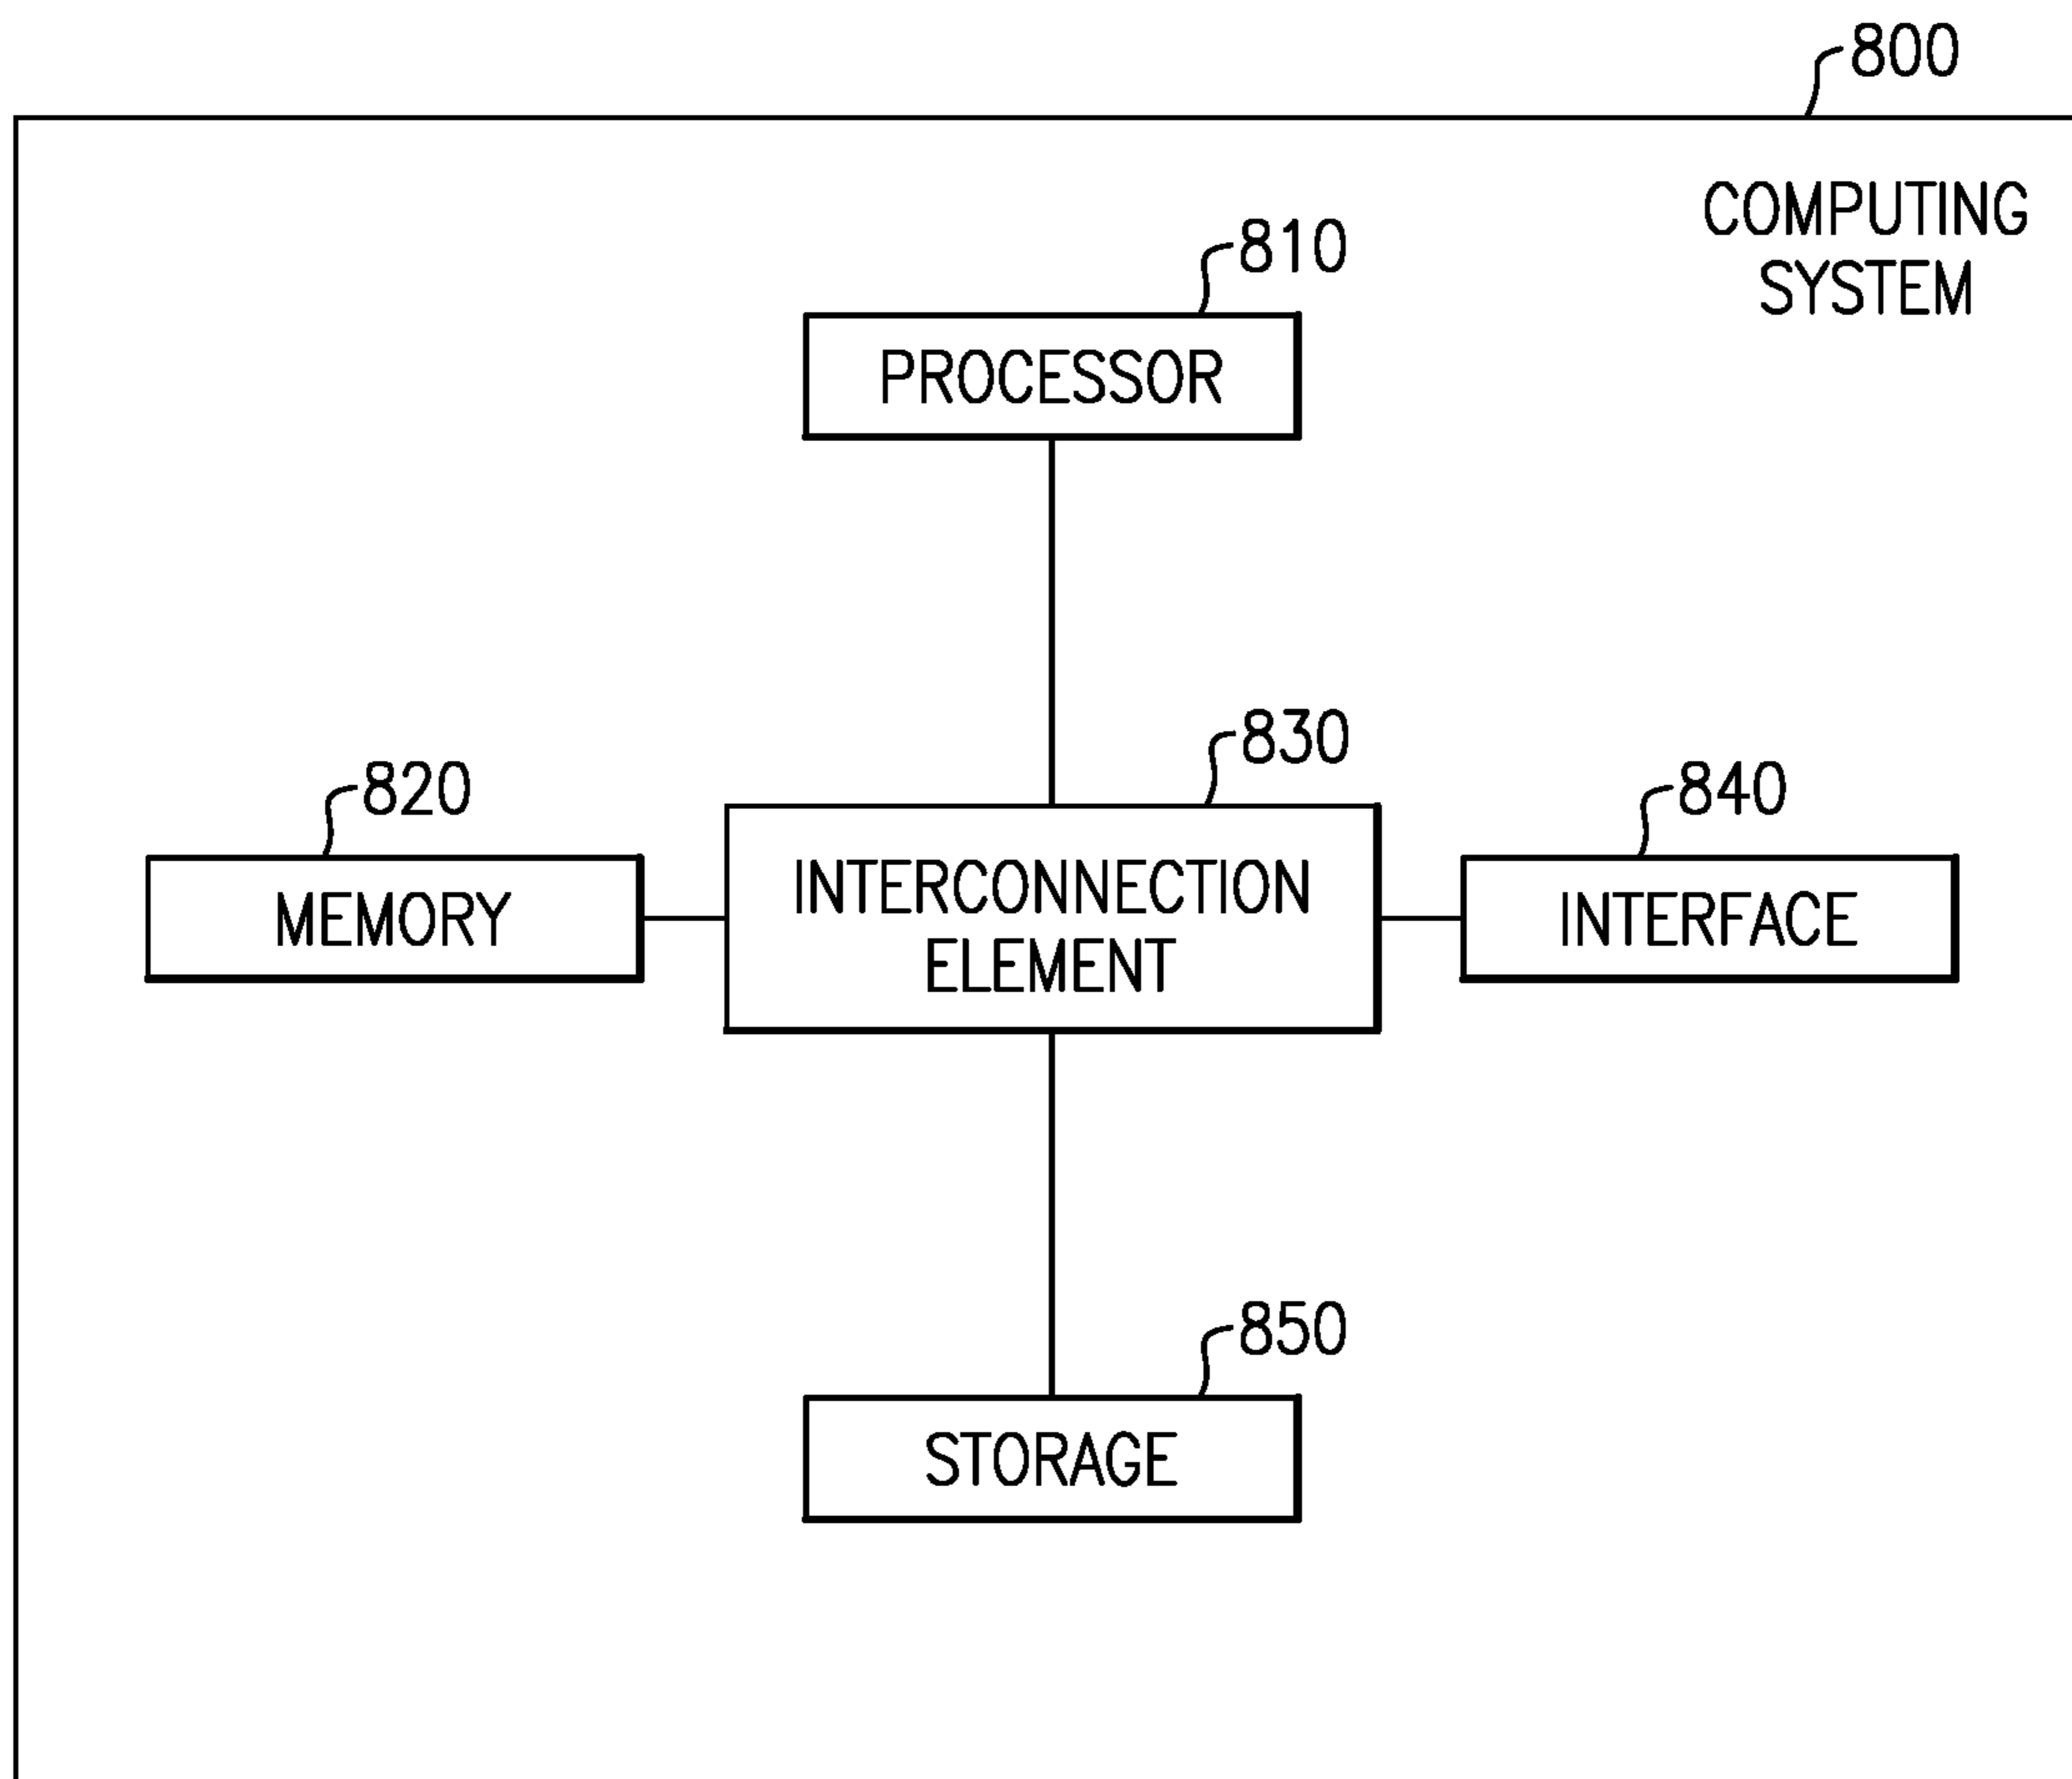 800
COMPUTING
SYSTEM
810
PROCESSOR
830
820
840
INTERCONNECTION
ELEMENT
MEMORY
INTERFACE
850
STORAGE